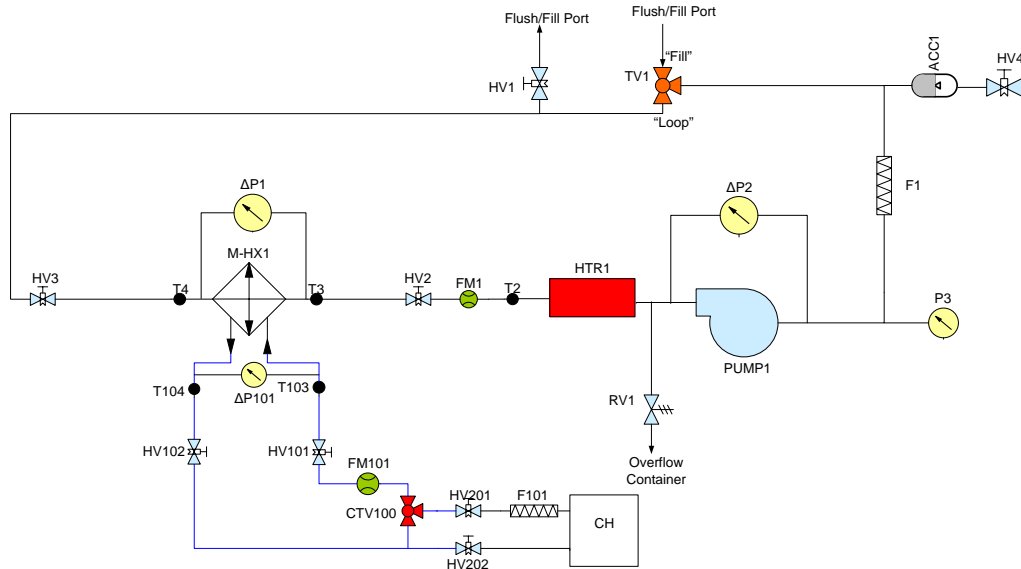 Flush/Fill Port
Flush/Fill Port
"Fill"
TV1
"Loop"
HV1
ACC1
HV4
F1
ΔP1
ΔP2
M-HX1
HV3
T4
T3
HV2
FM1
T2
HTR1
P3
PUMP1
T104
T103
ΔP101
RV1
HV102
HV101
Overflow
Container
FM101
CTV100
HV201
F101
CH
HV202